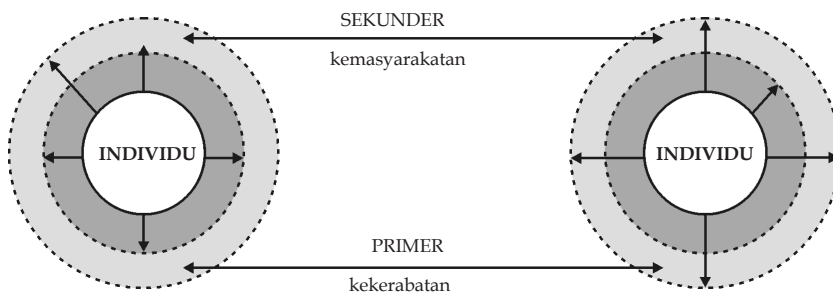 SEKUNDER
kemasyarakatan
INDIVIDU
INDIVIDU
PRIMER
kekerabatan